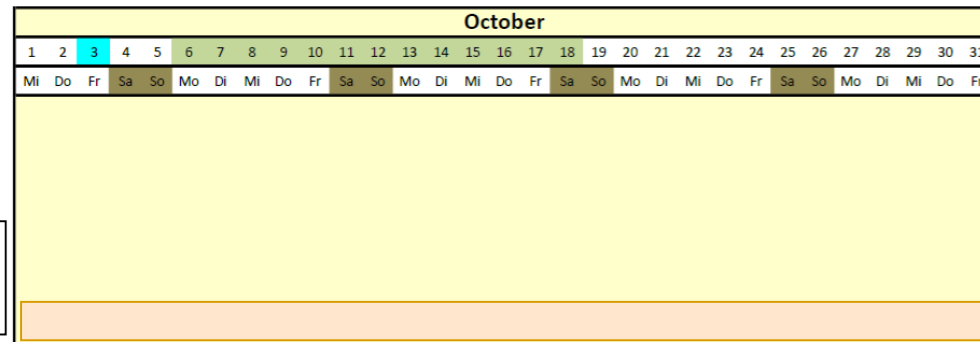 October
1 2 3 4 5 6 7 8 9 10 11 12 13 14 15 16 17 18 19 20 21 22 23 24 25 26 27 28 29 30 31
Mi Do Fr Sa So Mo Di Mi Do Fr Sa So Mo Di Mi Do Fr Sa So Mo Di Mi Do Fr Sa So Mo Di Mi Do Fr